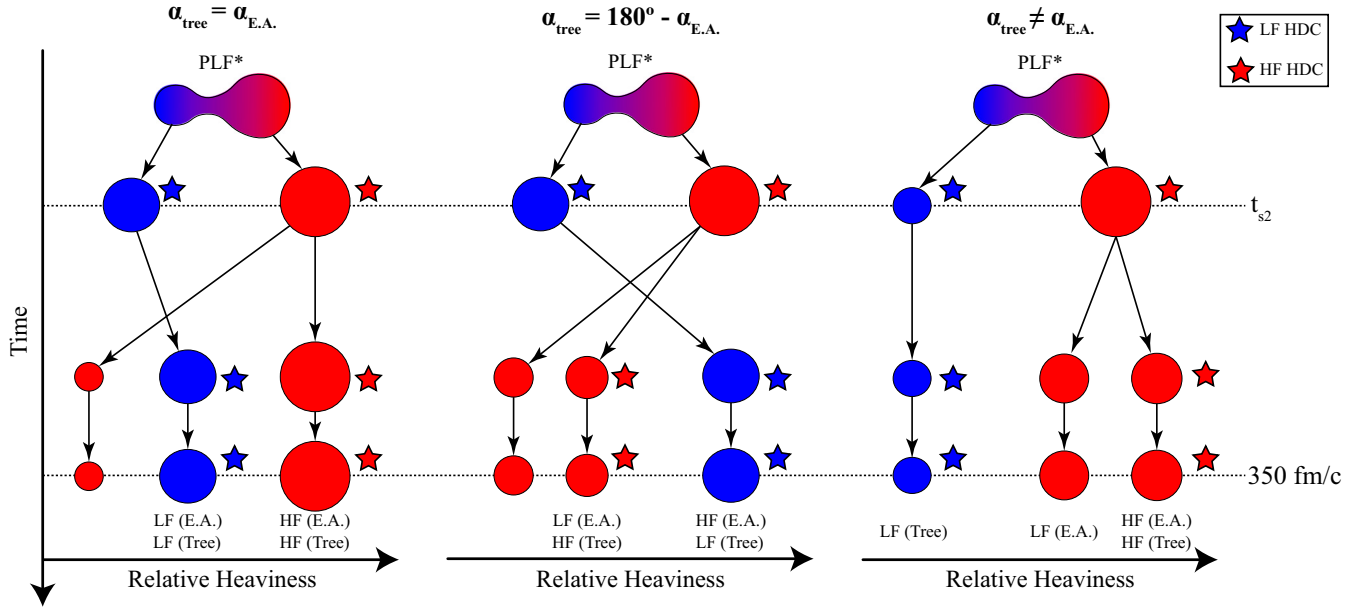 α_tree = α_E.A.
α_tree = 180º - α_E.A.
α_tree ≠ α_E.A.
LF HDC
HF HDC
PLF*
PLF*
PLF*
t_s2
Time
350 fm/c
LF (E.A.)
LF (Tree)
HF (E.A.)
HF (Tree)
LF (E.A.)
HF (Tree)
HF (E.A.)
LF (Tree)
LF (Tree)
LF (E.A.)
HF (E.A.)
HF (Tree)
Relative Heaviness
Relative Heaviness
Relative Heaviness